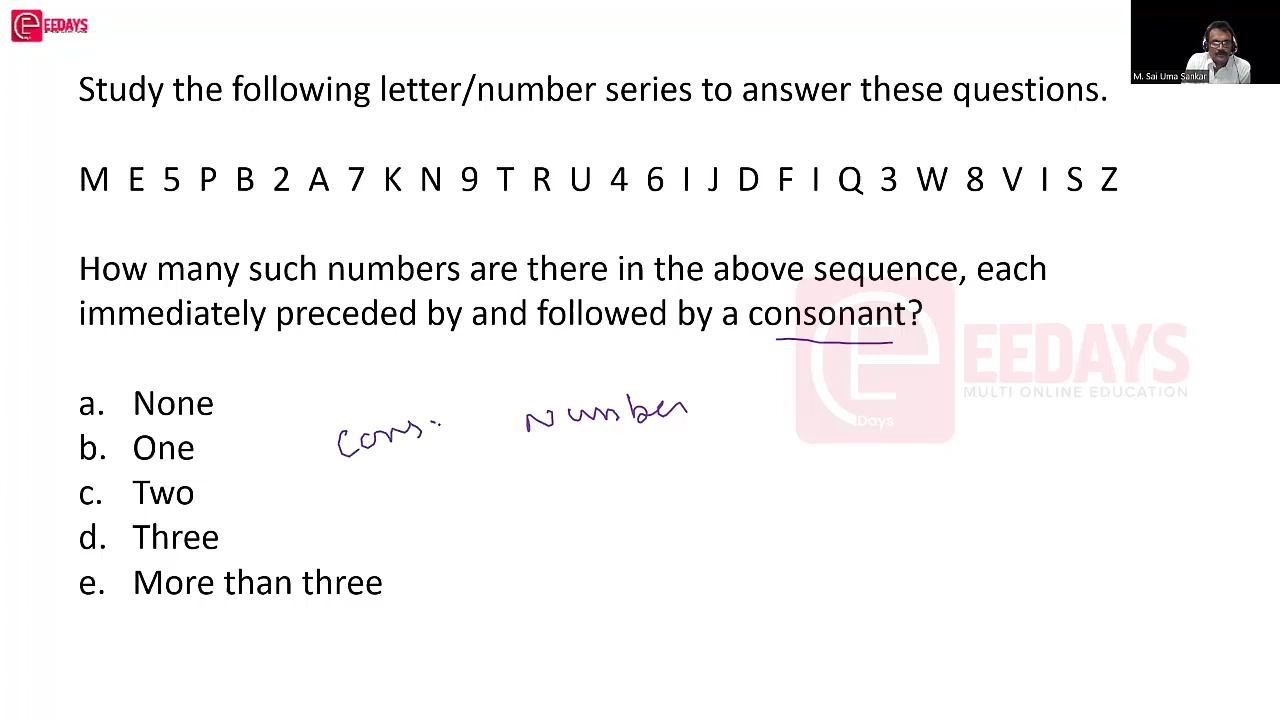 EEDAYS
M. Sai Uma Sankar
Study the following letter/number series to answer these questions.
M E 5 P B 2 A 7 K N 9 T R U 4 6 I J D F I Q 3 W 8 V I S Z
How many such numbers are there in the above sequence, each
immediately preceded by and followed by a consonant?
EEDAYS
MULTI ONLINE EDUCATION
Days
a. None
b. One
c. Two
d. Three
e. More than three
Cons. Number